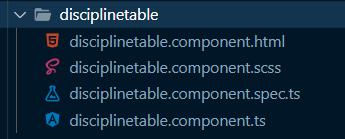 disciplinetable
disciplinetable.component.html
disciplinetable.component.scss
disciplinetable.component.spec.ts
disciplinetable.component.ts